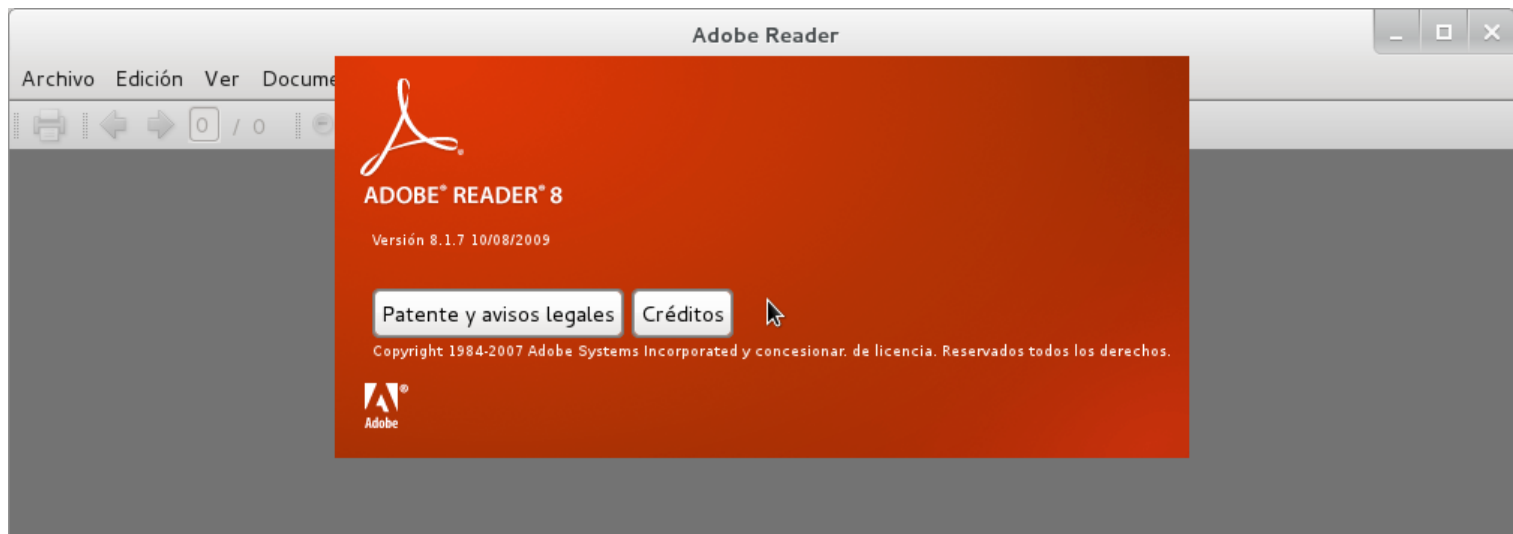 Adobe Reader
Archivo Edición Ver Docume
0 / 0
ADOBE® READER® 8
Versión 8.1.7 10/08/2009
Patente y avisos legales Créditos
Copyright 1984-2007 Adobe Systems Incorporated y concesionar. de licencia. Reservados todos los derechos.
Adobe